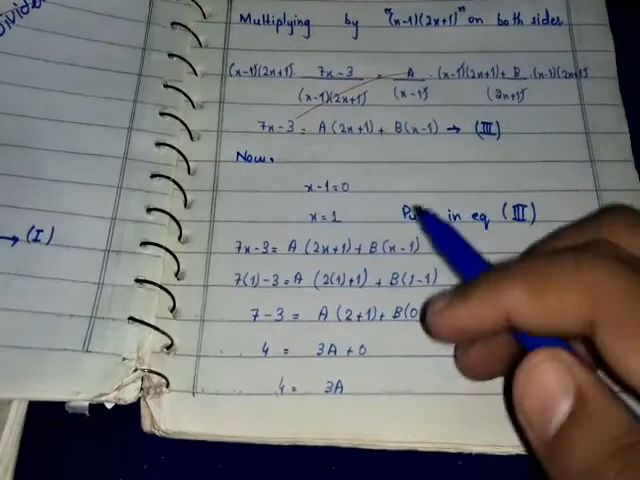 Divided
→ (I)
Multiplying by "(x-1)(2x+1)" on both sides
(x-1)(2x+1). 7x-3 = A . (x-1)(2x+1) + B .(x-1)(2x+1)
(x-1)(2x+1) (x-1) (2x+1)
7x-3 = A(2x+1) + B(x-1) → (III)
Now.
x-1=0
x=1 in eq (III)
7x-3= A (2x+1) + B(x-1)
7(1)-3=A (2(1)+1) + B(1-1)
7-3= A (2+1)+ B(0
4 = 3A+0
4= 3A